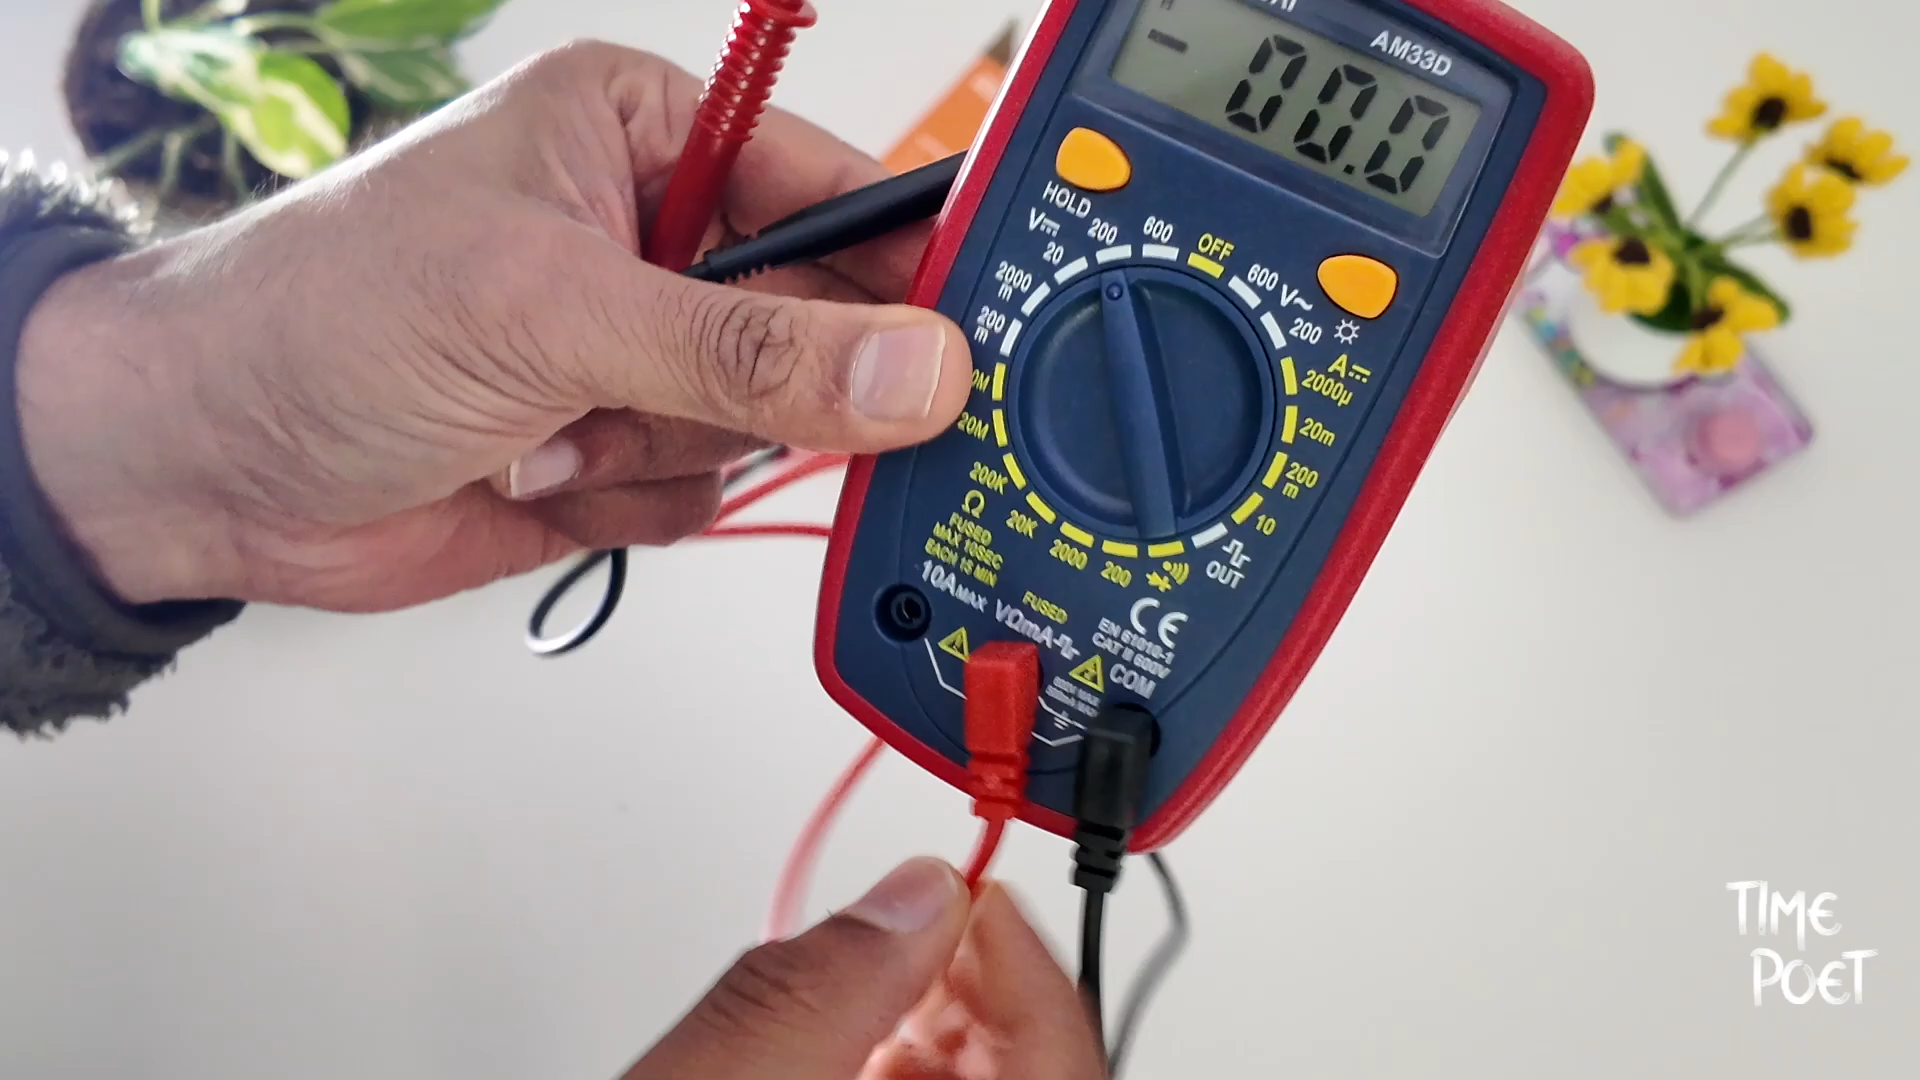 AM33D
- 00.0
HOLD
V⎓
200
600
OFF
600
V~
20
2000
m
200
200
m
A⎓
2000µ
20m
20M
200
m
200K
10
Ω
20K
2000
200
OUT
FUSED
MAX 10SEC
EACH 15 MIN
10A MAX
FUSED
VΩmA
CE
EN 61010-1
CAT II 600V
COM
TIME
POET